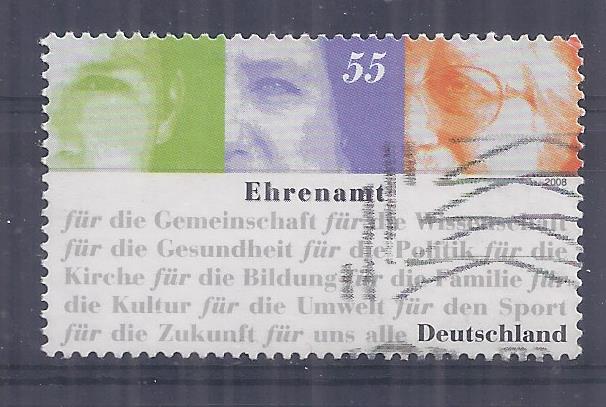 55
2008
Ehrenamt
für die Gemeinschaft für die Wissenschaft
für die Gesundheit für die Politik für die
Kirche für die Bildung für die Familie für
die Kultur für die Umwelt für den Sport
für die Zukunft für uns alle Deutschland